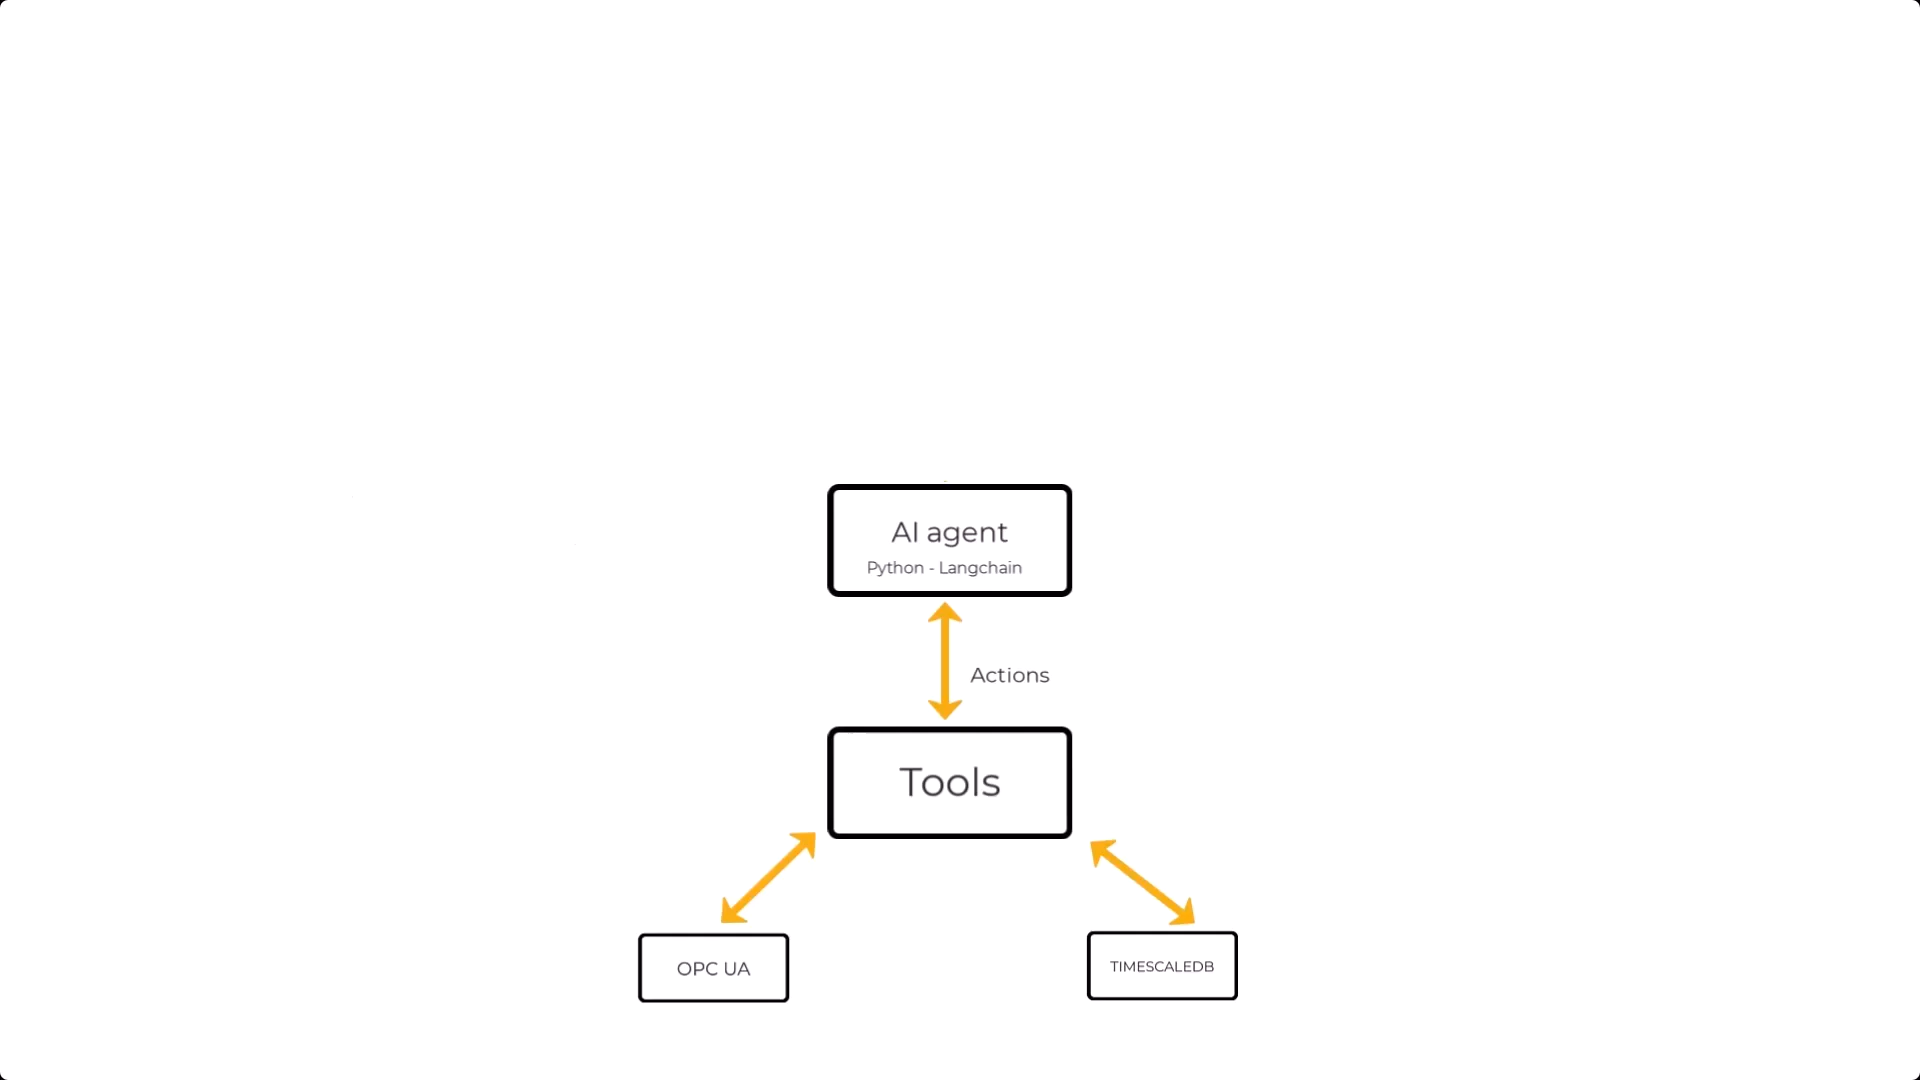 AI agent
Python - Langchain
Actions
Tools
OPC UA
TIMESCALEDB